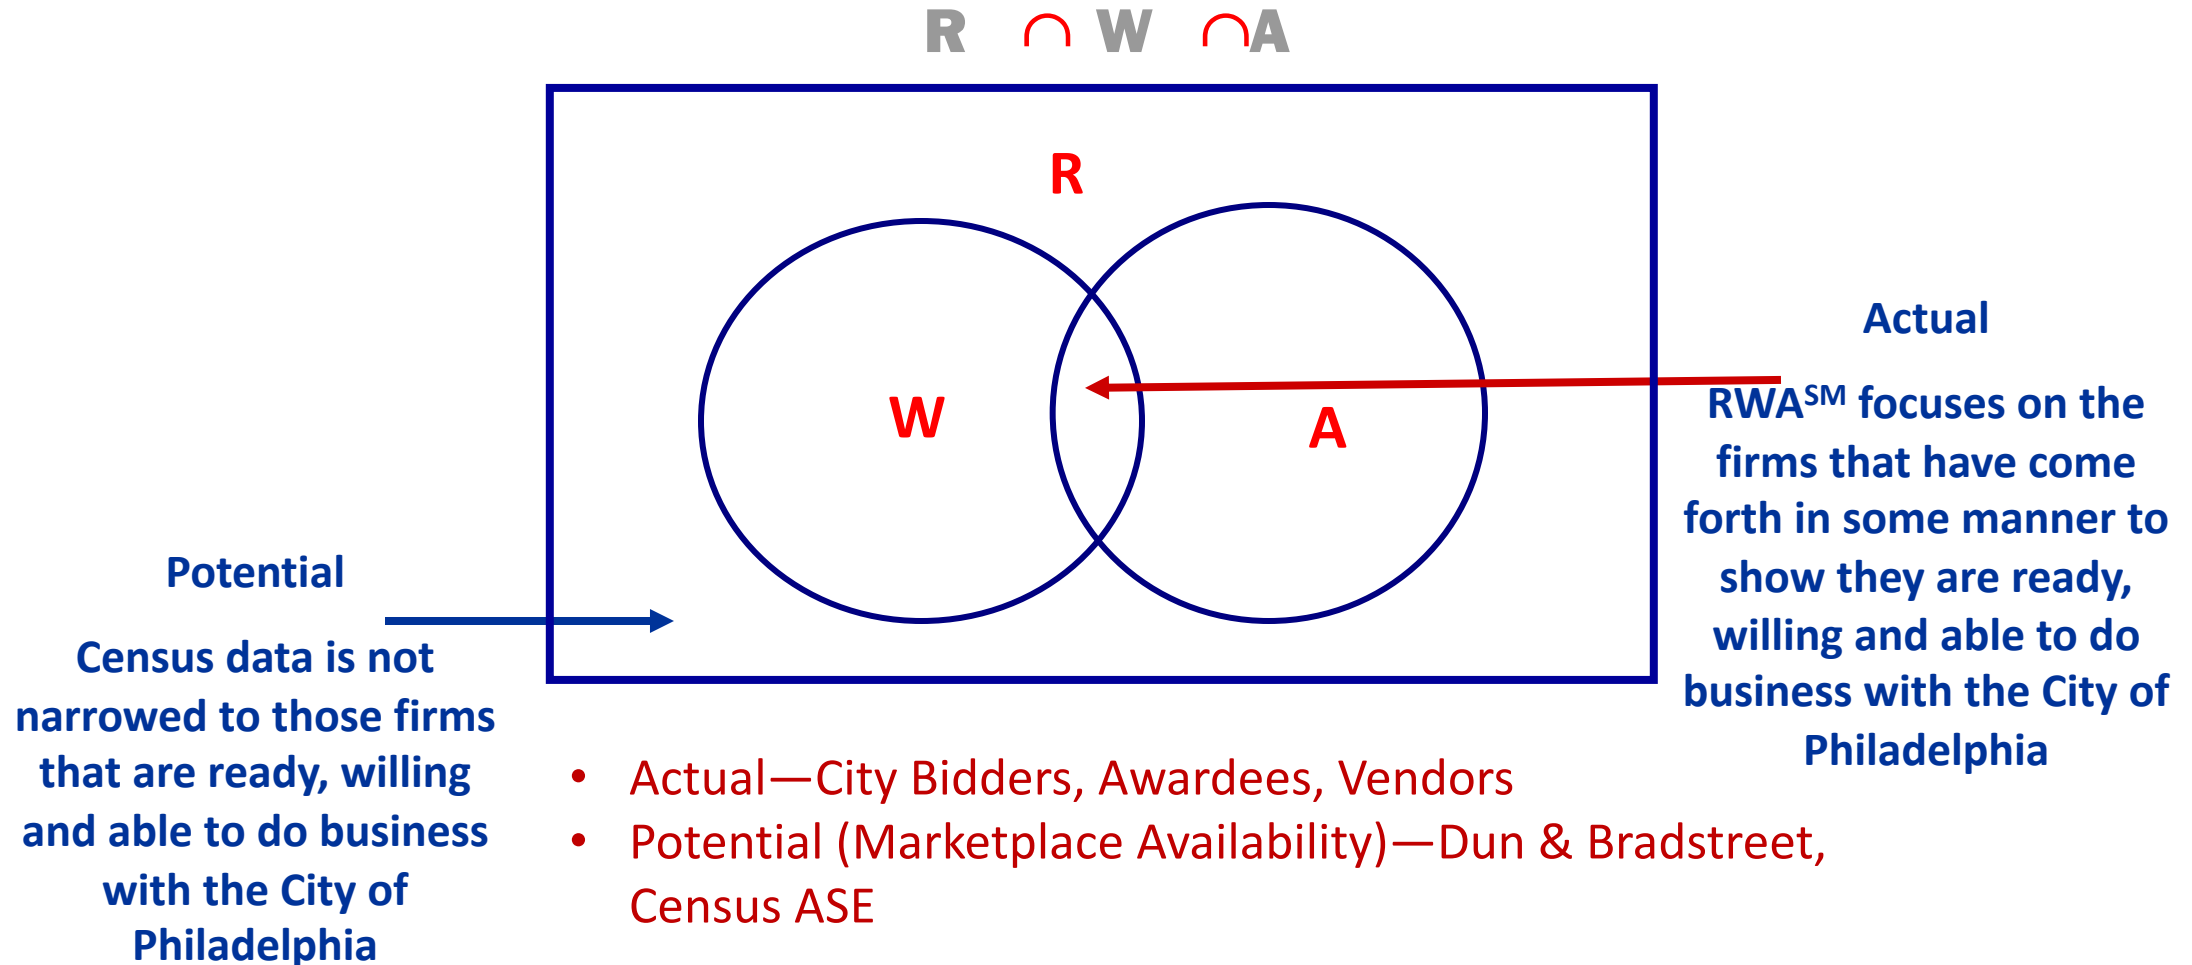 R ∩ W ∩ A
R
W
A
Actual
RWA℠ focuses on the
firms that have come
forth in some manner to
show they are ready,
willing and able to do
business with the City of
Philadelphia
Potential
Census data is not
narrowed to those firms
that are ready, willing
and able to do business
with the City of
Philadelphia
• Actual—City Bidders, Awardees, Vendors
• Potential (Marketplace Availability)—Dun & Bradstreet,
Census ASE